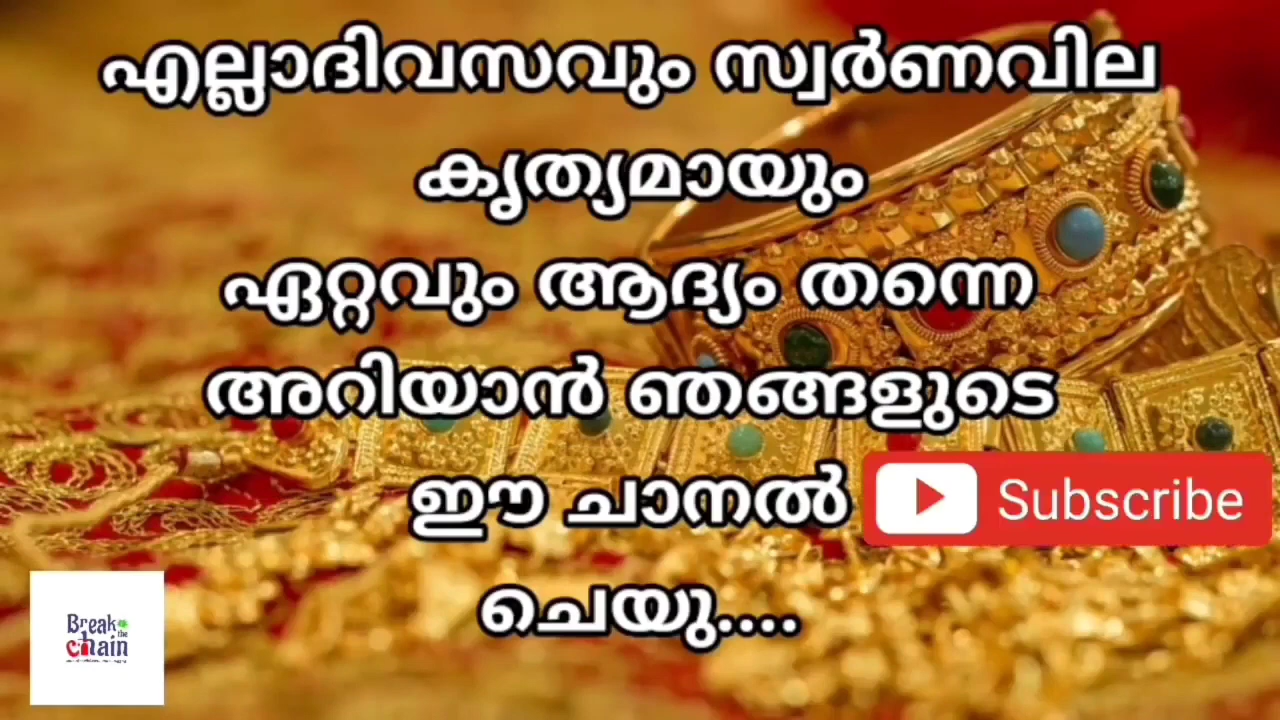 എല്ലാദിവസവും സ്വർണവില
കൃത്യമായും
ഏറ്റവും ആദ്യം തന്നെ
അറിയാൻ ഞങ്ങളുടെ
ഈ ചാനൽ Subscribe
ചെയു....
Break
the
chain